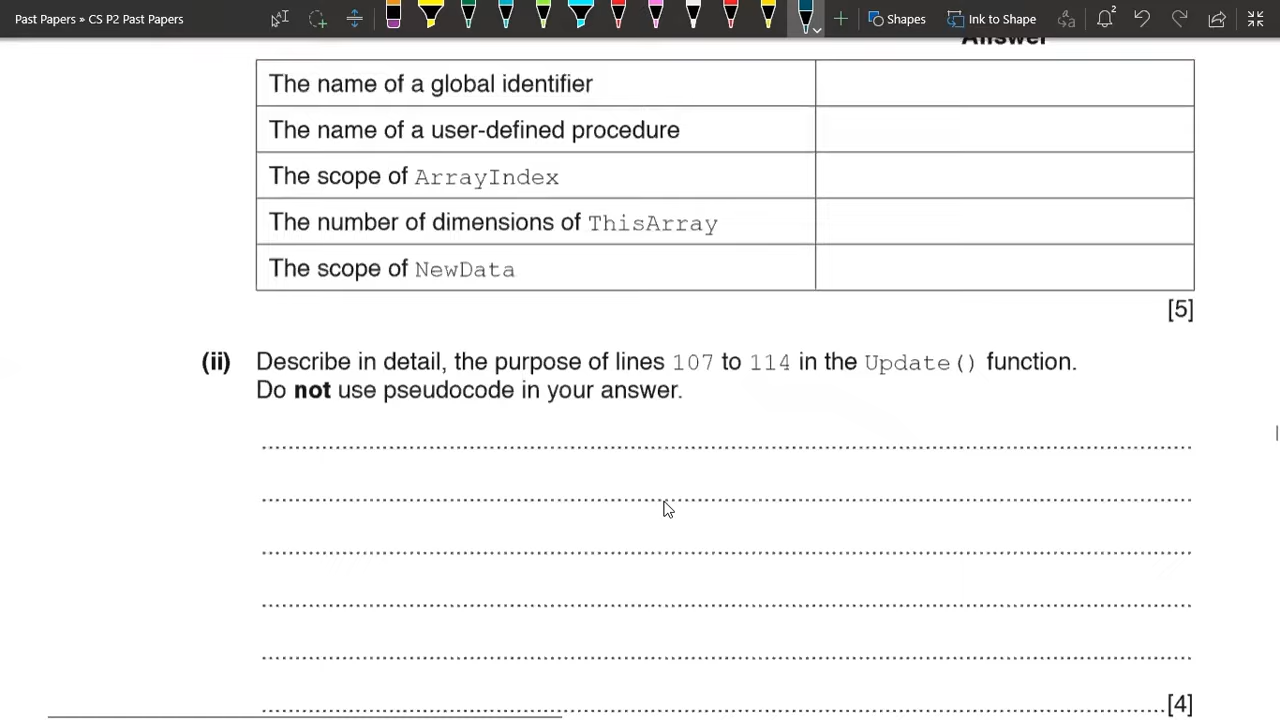 Past Papers » CS P2 Past Papers
Shapes
Ink to Shape
2
Answer
The name of a global identifier
The name of a user-defined procedure
The scope of ArrayIndex
The number of dimensions of ThisArray
The scope of NewData
[5]
(ii) Describe in detail, the purpose of lines 107 to 114 in the Update() function.
Do not use pseudocode in your answer.
[4]